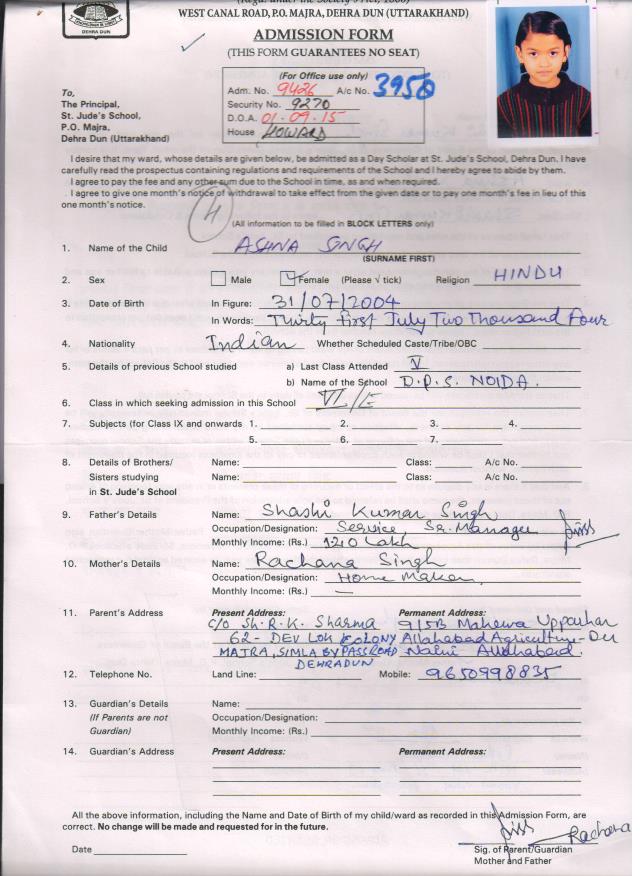 (Regd. under the Society's Act, 1860)
WEST CANAL ROAD, P.O. MAJRA, DEHRA DUN (UTTARAKHAND)
DEHRA DUN
ADMISSION FORM
(THIS FORM GUARANTEES NO SEAT)
(For Office use only)
Adm. No. 9426 A/c No. 3950
Security No. 9270
D.O.A. 01.09.15
House HOWARD
To,
The Principal,
St. Jude's School,
P.O. Majra,
Dehra Dun (Uttarakhand)
I desire that my ward, whose details are given below, be admitted as a Day Scholar at St. Jude's School, Dehra Dun. I have
carefully read the prospectus containing regulations and requirements of the School and I hereby agree to abide by them.
I agree to pay the fee and any other sum due to the School in time, as and when required.
I agree to give one month's notice of withdrawal to take effect from the given date or to pay one month's fee in lieu of this
one month's notice.
4
(All information to be filled in BLOCK LETTERS only)
1. Name of the Child ASHNA SINGH
(SURNAME FIRST)
2. Sex Male Female (Please √ tick) Religion HINDU
3. Date of Birth In Figure: 31/07/2004
In Words: Thirty first July Two Thousand Four
4. Nationality Indian Whether Scheduled Caste/Tribe/OBC
5. Details of previous School studied a) Last Class Attended V
b) Name of the School D.P.S. NOIDA.
6. Class in which seeking admission in this School VI/E
7. Subjects (for Class IX and onwards 1. 2. 3. 4.
5. 6. 7.
8. Details of Brothers/ Name: Class: A/c No.
Sisters studying Name: Class: A/c No.
in St. Jude's School
9. Father's Details Name: Shashi Kumar Singh
Occupation/Designation: Service Sr. Manager
Monthly Income: (Rs.) 1.20 Lakh
10. Mother's Details Name: Rachana Singh
Occupation/Designation: Home Maker
Monthly Income: (Rs.) —
11. Parent's Address Present Address: Permanent Address:
C/o Sh. R.K. Sharma 915B Mahewa Upparhar
62- DEV LOK COLONY Allahabad Agriculture-
MAJRA, SIMLA BY PASS ROAD Naini Allahabad.
DEHRADUN
12. Telephone No. Land Line: Mobile: 9650998835
13. Guardian's Details Name:
(If Parents are not Occupation/Designation:
Guardian) Monthly Income: (Rs.)
14. Guardian's Address Present Address: Permanent Address:
All the above information, including the Name and Date of Birth of my child/ward as recorded in this Admission Form, are
correct. No change will be made and requested for in the future.
Rachana
Date Sig. of Parent/Guardian
Mother and Father